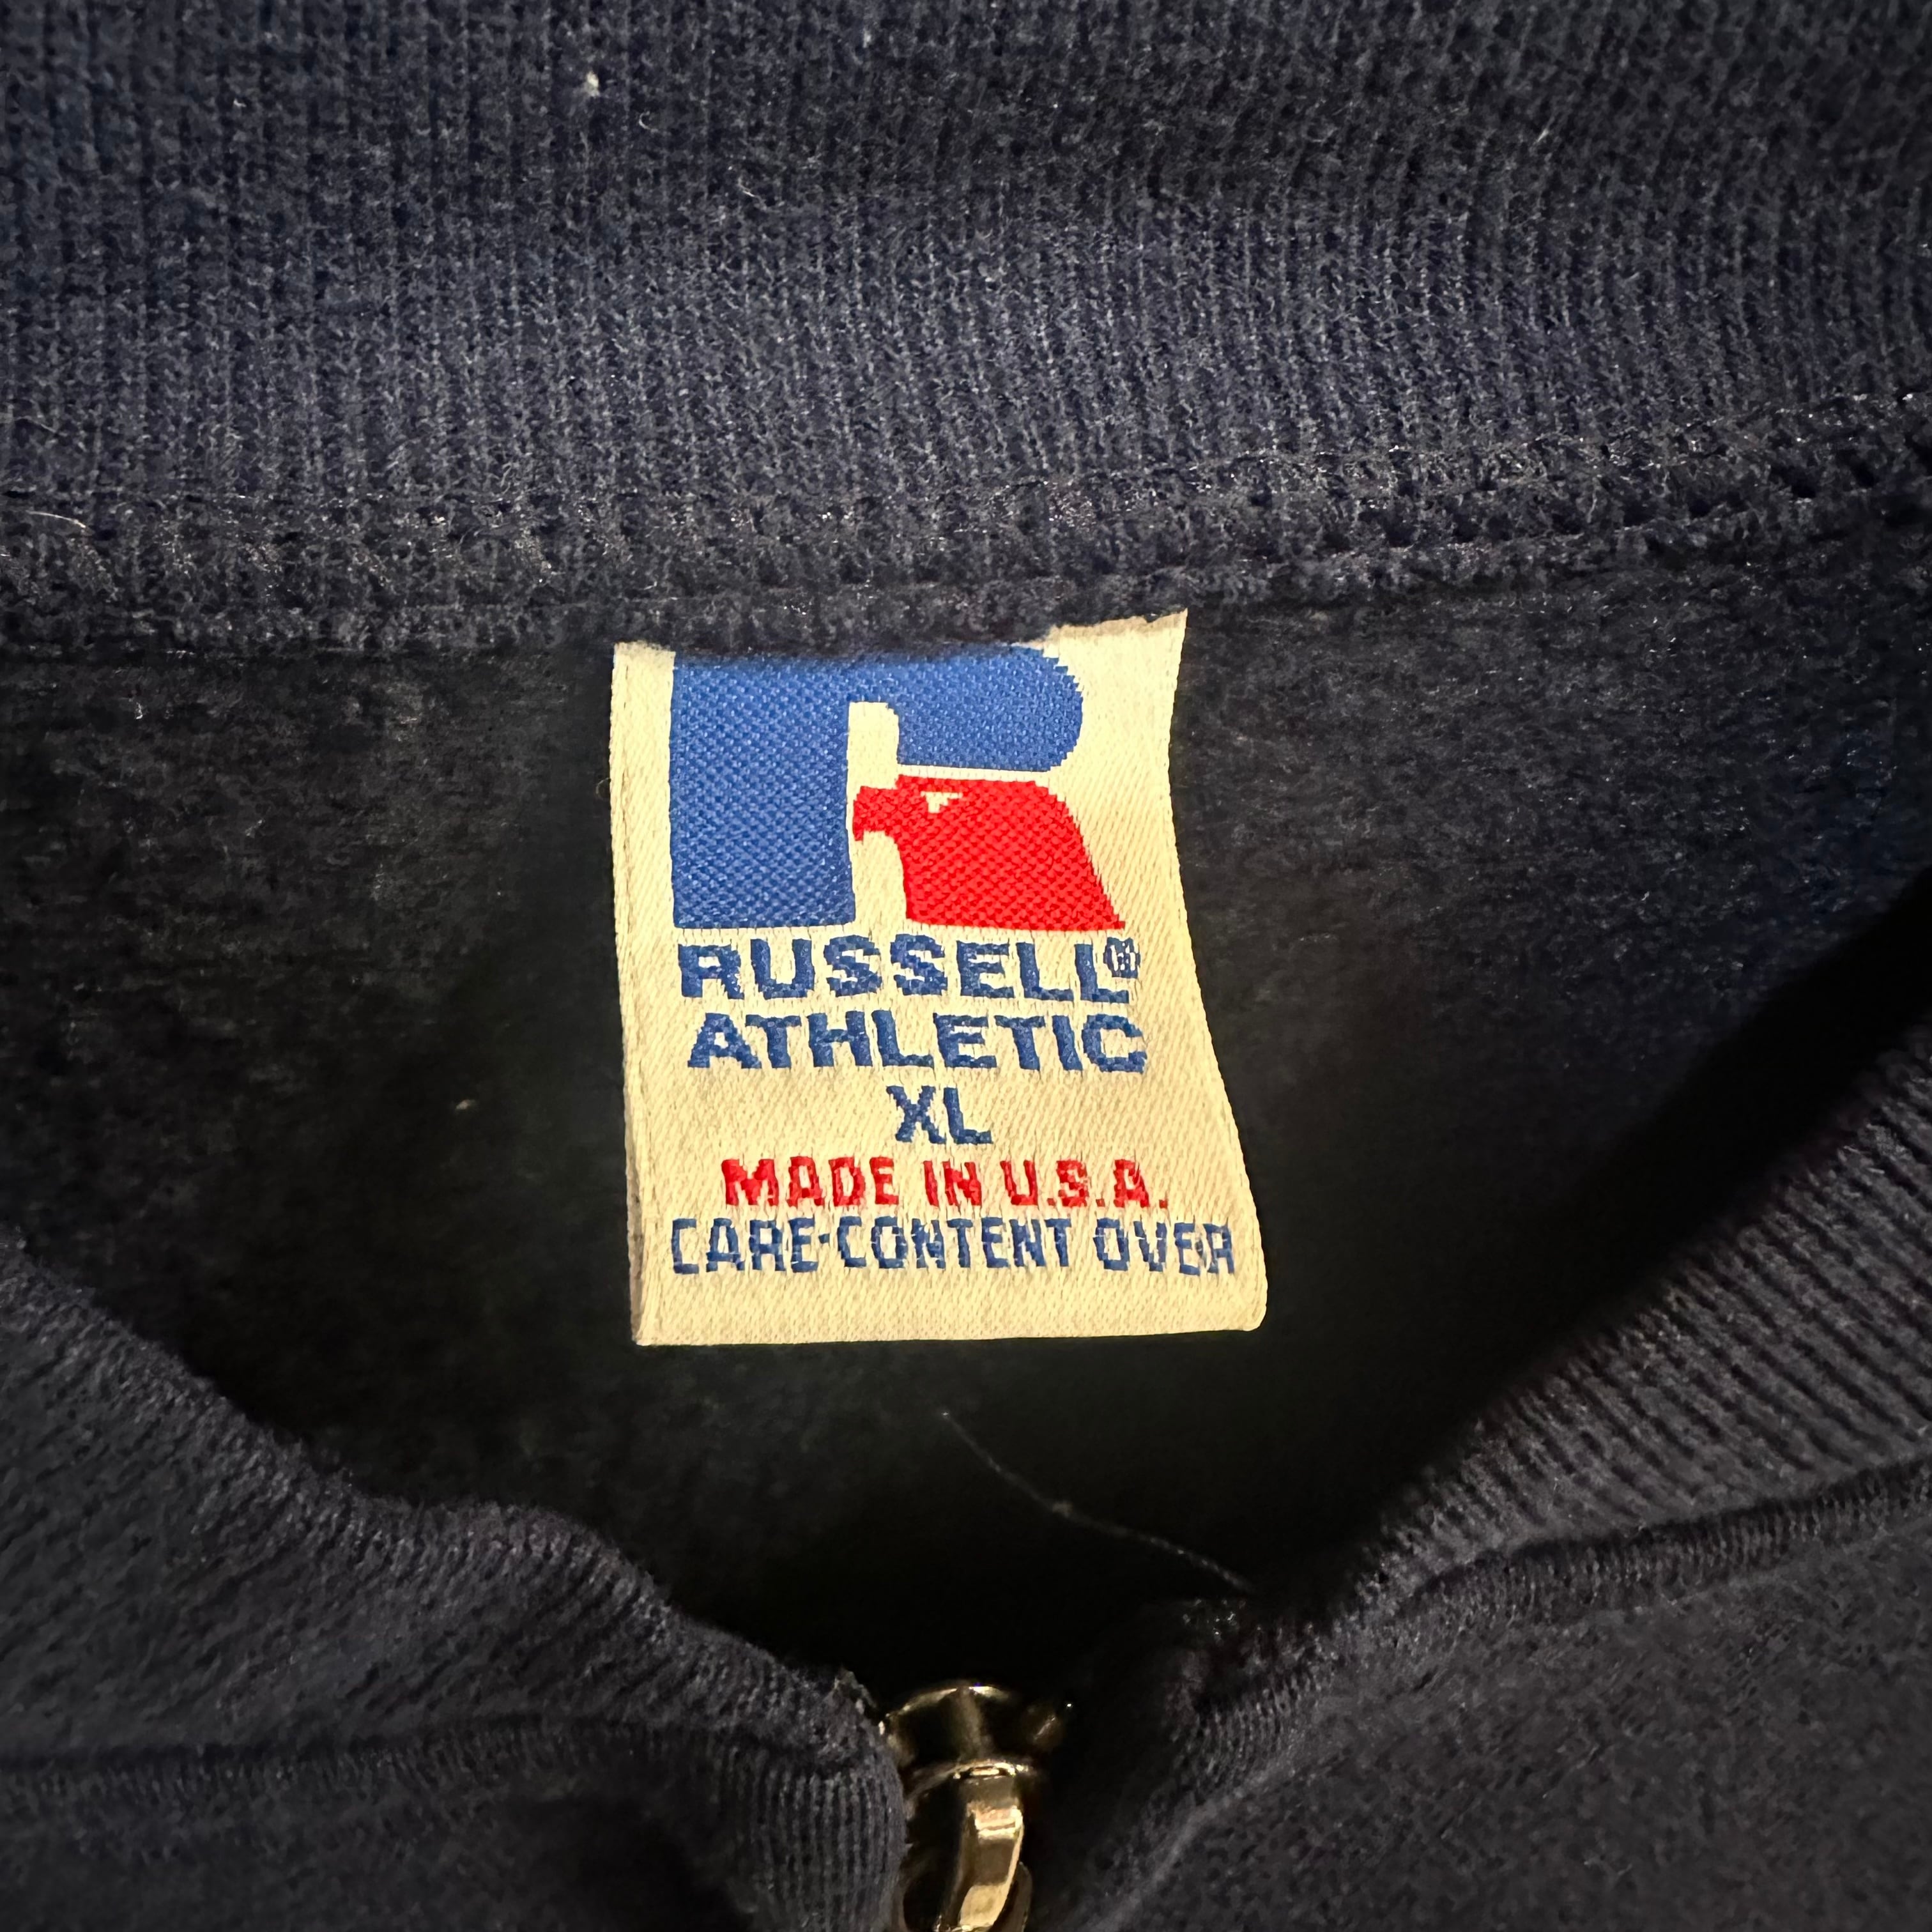 RUSSELL®
ATHLETIC
XL
MADE IN U.S.A.
CARE-CONTENT OVER